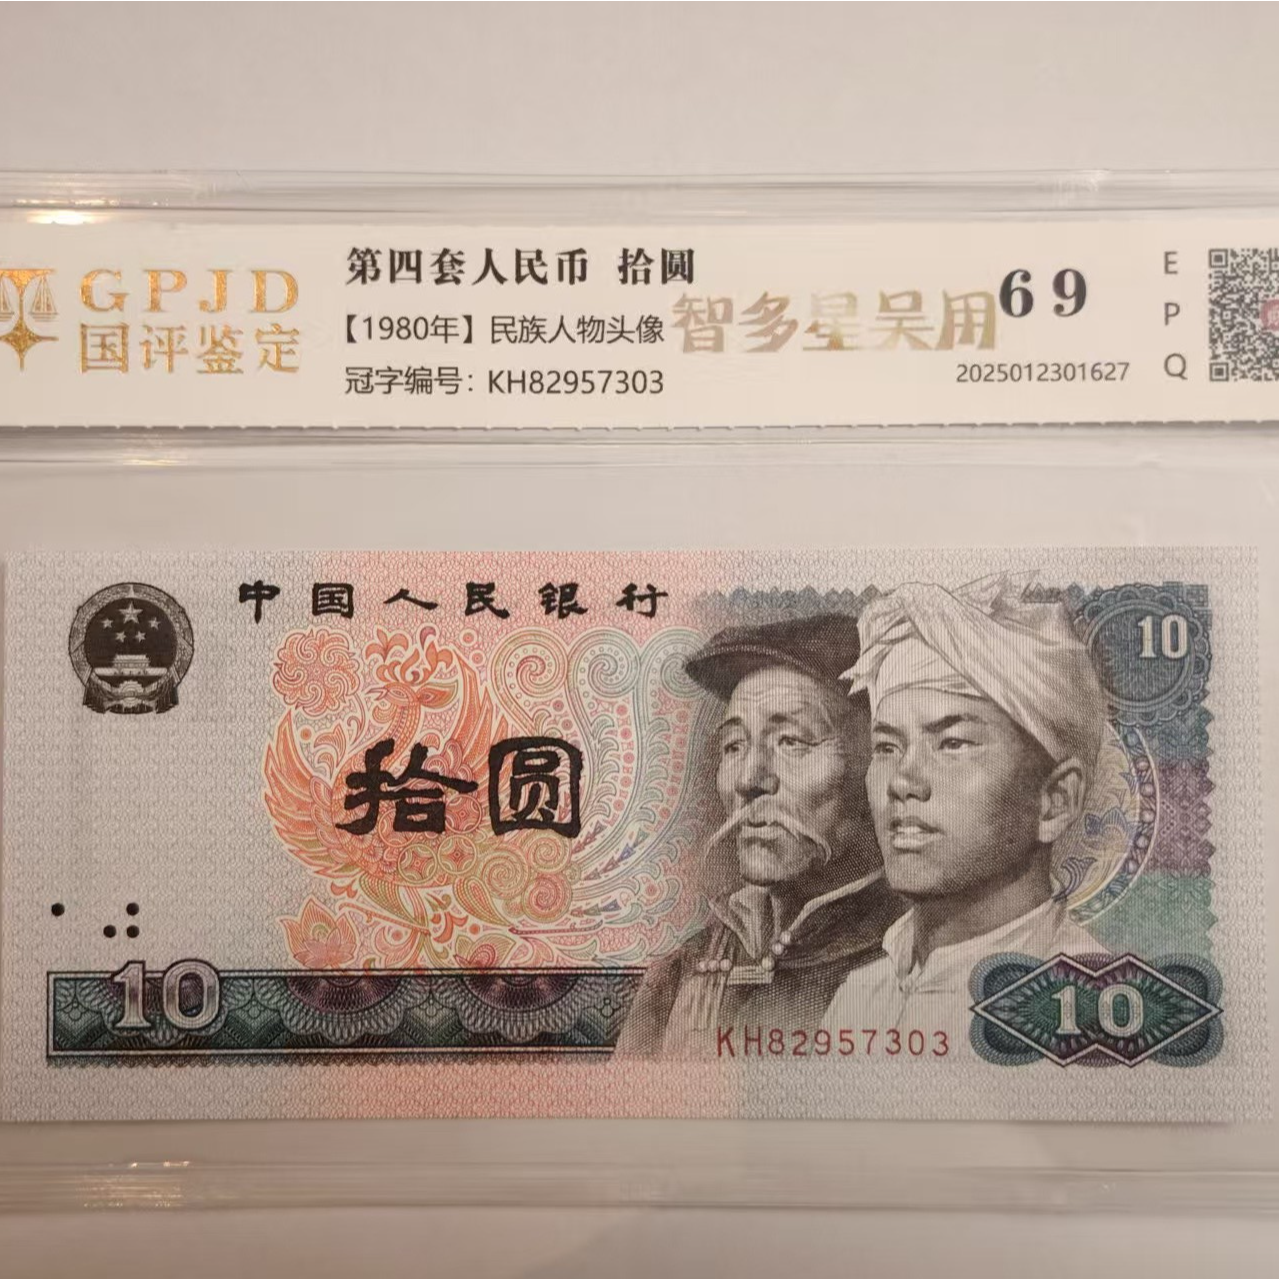 GPJD
国评鉴定
第四套人民币 拾圆
【1980年】民族人物头像
智多星吴用
冠字编号：KH82957303
69
2025012301627
E
P
Q
中国人民银行
10
拾圆
10
KH82957303
10